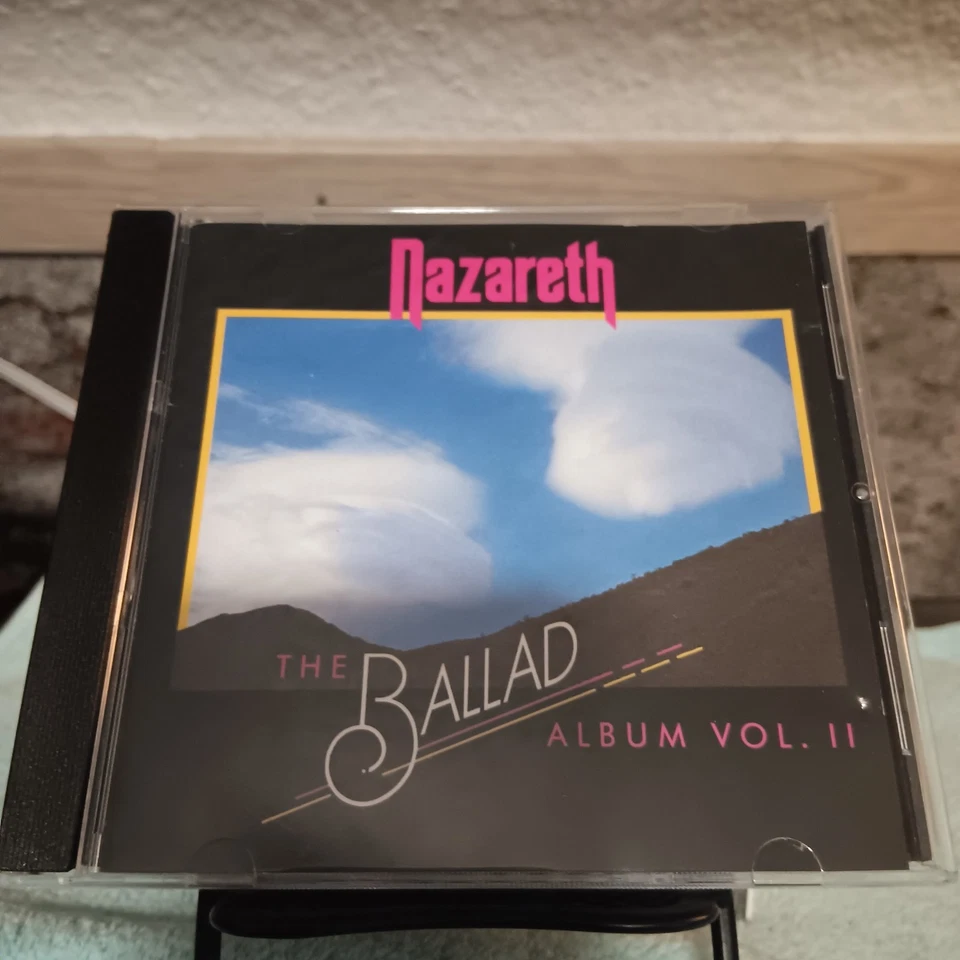 Nazareth
THE BALLAD
ALBUM VOL. II